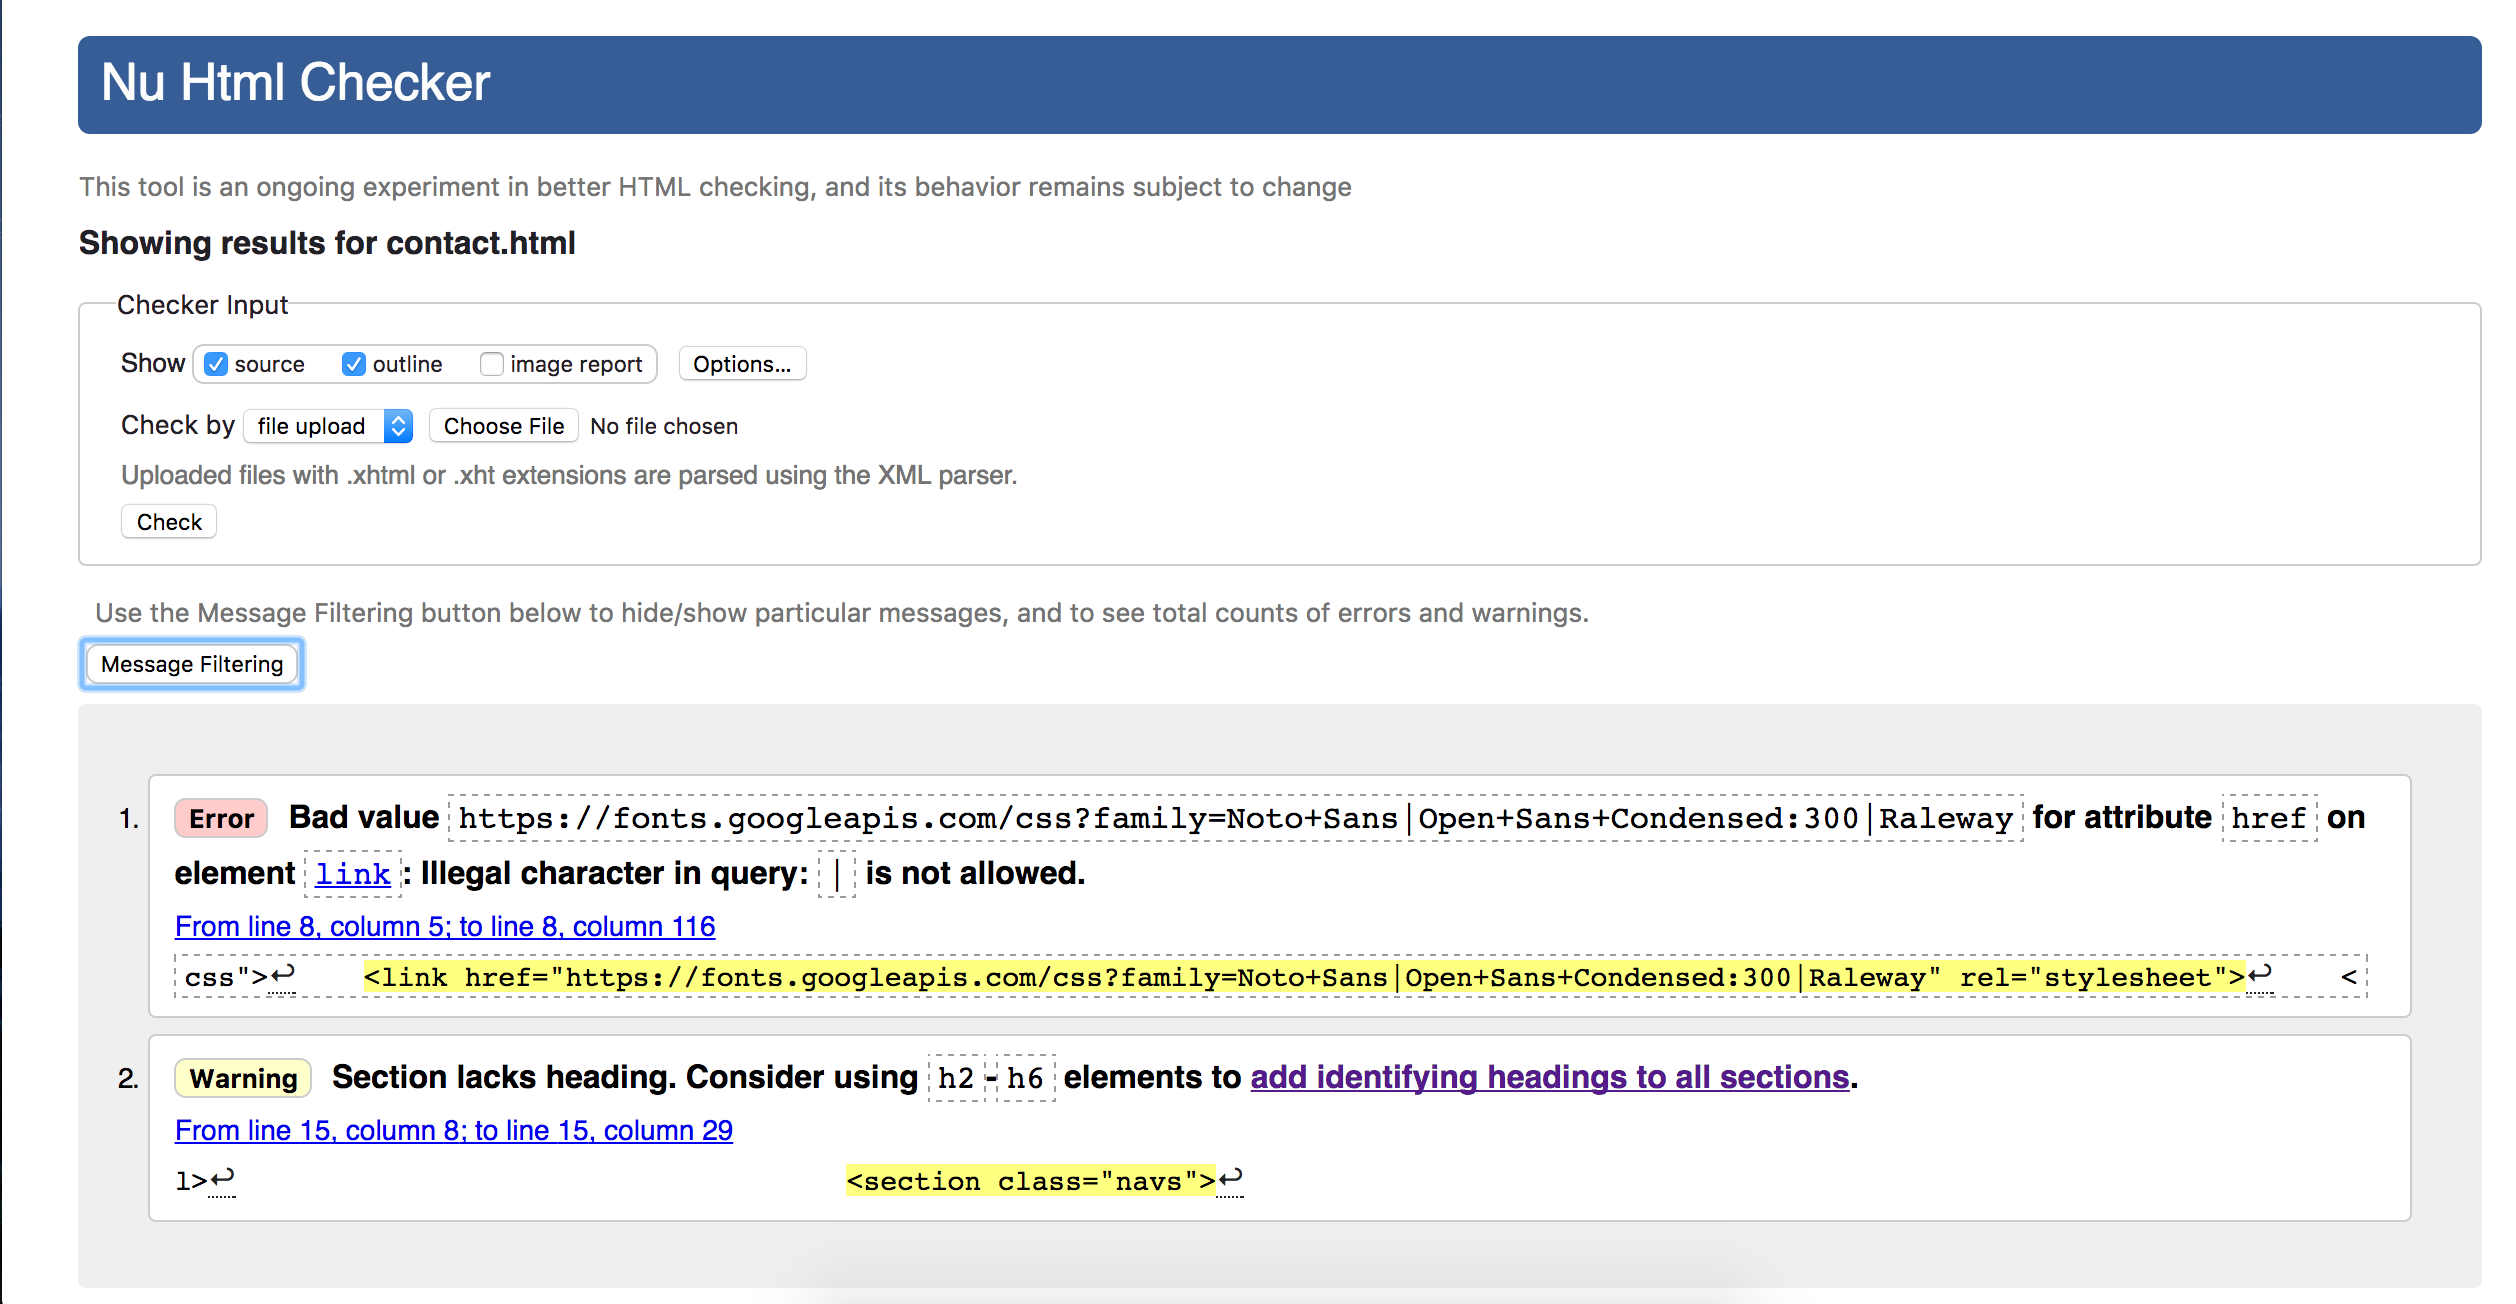 Nu Html Checker
This tool is an ongoing experiment in better HTML checking, and its behavior remains subject to change
Showing results for contact.html
Checker Input
Show source outline image report Options...
Check by file upload Choose File No file chosen
Uploaded files with .xhtml or .xht extensions are parsed using the XML parser.
Check
Use the Message Filtering button below to hide/show particular messages, and to see total counts of errors and warnings.
Message Filtering
1. Error Bad value https://fonts.googleapis.com/css?family=Noto+Sans|Open+Sans+Condensed:300|Raleway for attribute href on
element link: Illegal character in query: | is not allowed.
From line 8, column 5; to line 8, column 116
css">↩ <link href="https://fonts.googleapis.com/css?family=Noto+Sans|Open+Sans+Condensed:300|Raleway" rel="stylesheet">↩ <
2. Warning Section lacks heading. Consider using h2-h6 elements to add identifying headings to all sections.
From line 15, column 8; to line 15, column 29
l>↩ <section class="navs">↩